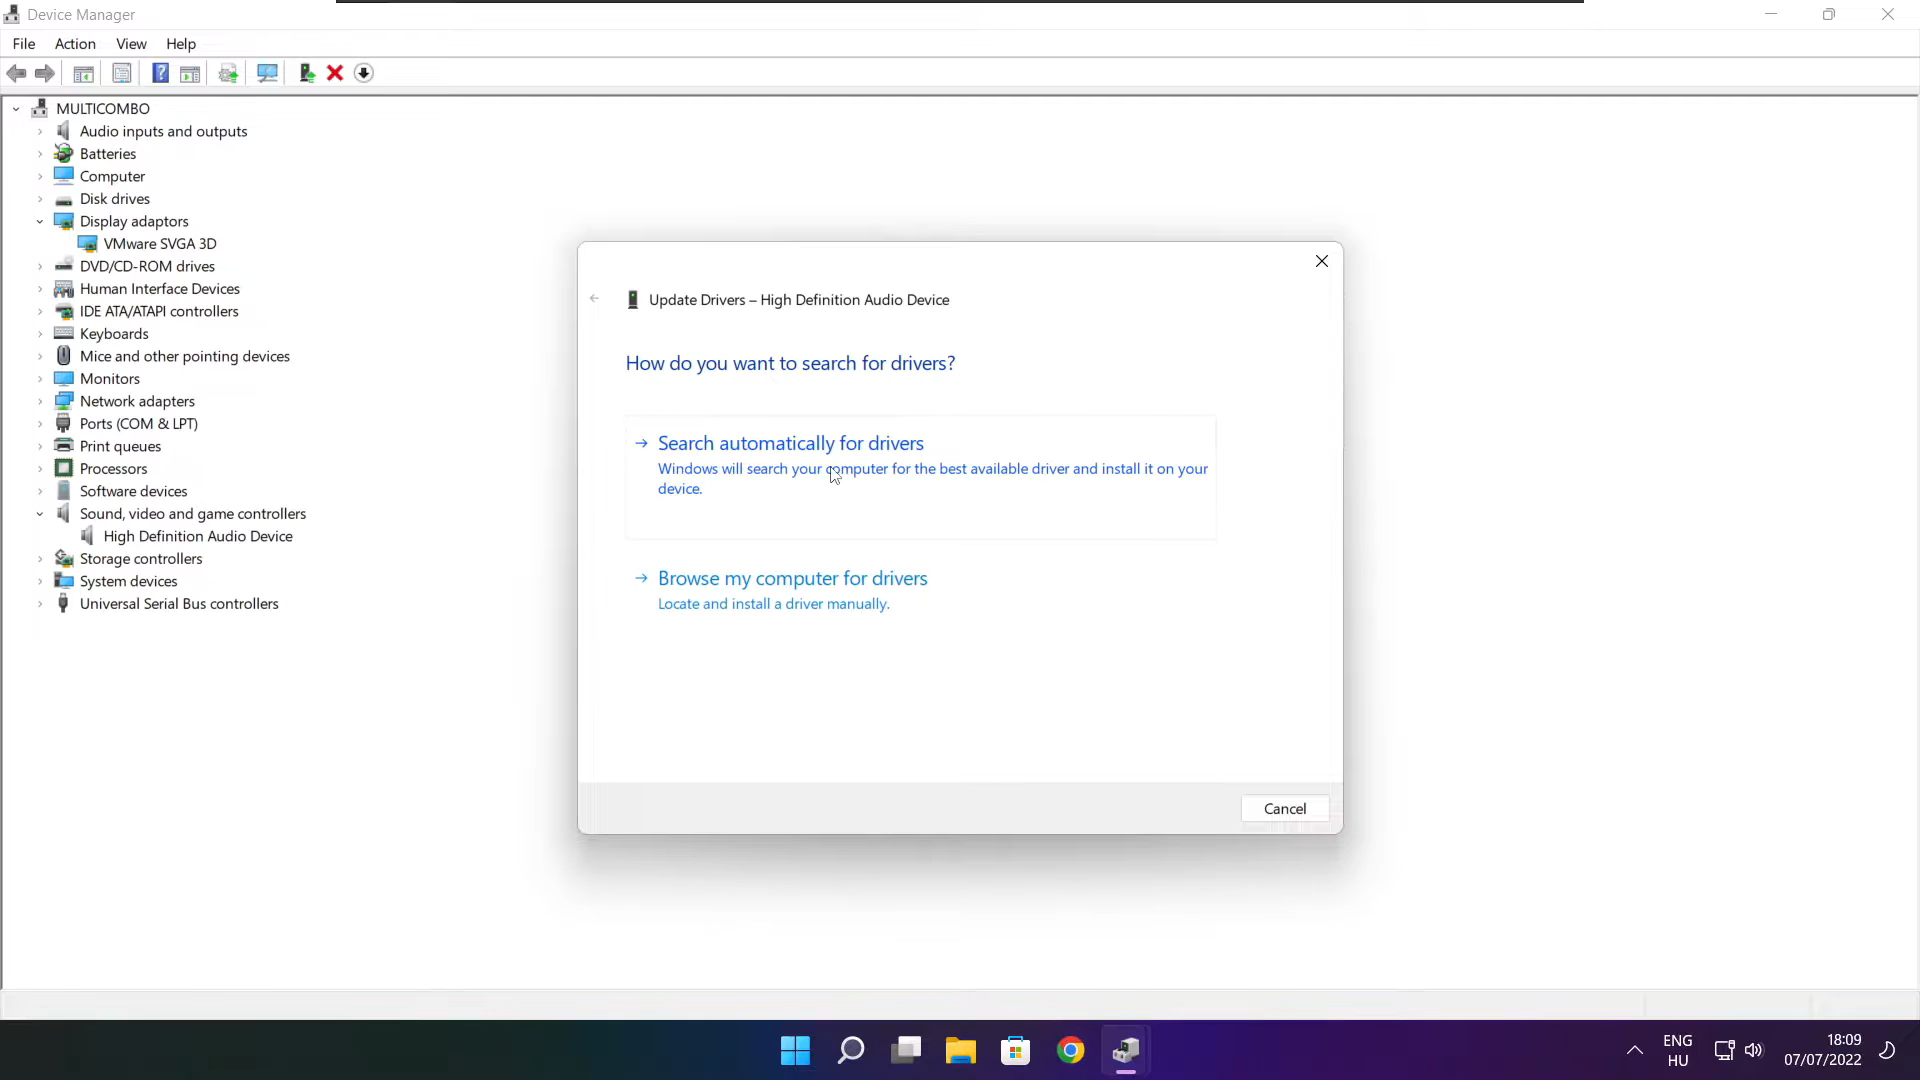 Device Manager
File Action View Help
MULTICOMBO
Audio inputs and outputs
Batteries
Computer
Disk drives
Display adaptors
VMware SVGA 3D
DVD/CD-ROM drives
Human Interface Devices
IDE ATA/ATAPI controllers
Keyboards
Mice and other pointing devices
Monitors
Network adapters
Ports (COM & LPT)
Print queues
Processors
Software devices
Sound, video and game controllers
High Definition Audio Device
Storage controllers
System devices
Universal Serial Bus controllers
Update Drivers – High Definition Audio Device
How do you want to search for drivers?
Search automatically for drivers
Windows will search your computer for the best available driver and install it on your
device.
Browse my computer for drivers
Locate and install a driver manually.
Cancel
ENG
HU
18:09
07/07/2022